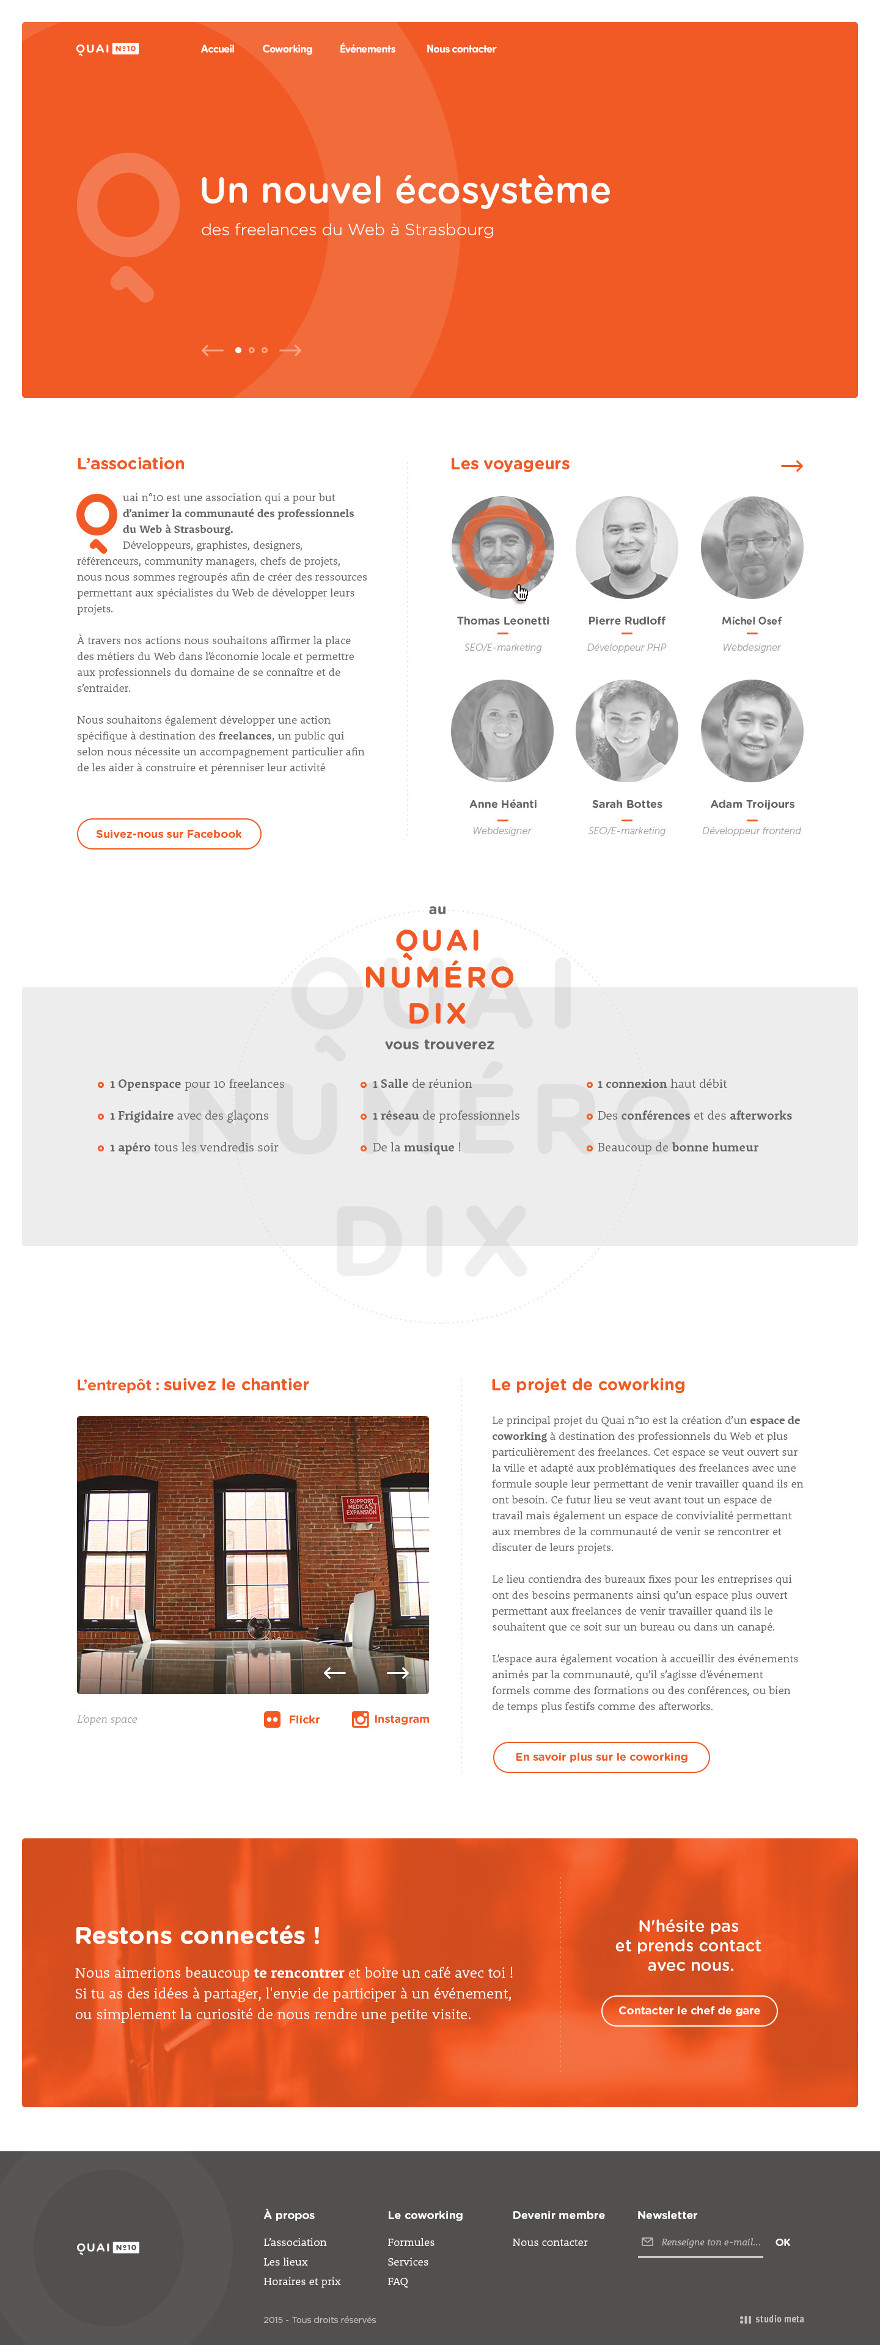 QUAI Nº10
Accueil Coworking Événements Nous contacter
Un nouvel écosystème
des freelances du Web à Strasbourg
L'association
Quai n°10 est une association qui a pour but
d'animer la communauté des professionnels
du Web à Strasbourg.
Développeurs, graphistes, designers,
référenceurs, community managers, chefs de projets,
nous nous sommes regroupés afin de créer des ressources
permettant aux spécialistes du Web de développer leurs
projets.
À travers nos actions nous souhaitons affirmer la place
des métiers du Web dans l'économie locale et permettre
aux professionnels du domaine de se connaître et de
s'entraider.
Nous souhaitons également développer une action
spécifique à destination des freelances, un public qui
selon nous nécessite un accompagnement particulier afin
de les aider à construire et pérenniser leur activité
Suivez-nous sur Facebook
Les voyageurs
Thomas Leonetti
SEO/E-marketing
Pierre Rudloff
Développeur PHP
Michel Osef
Webdesigner
Anne Héanti
Webdesigner
Sarah Bottes
SEO/E-marketing
Adam Troijours
Développeur frontend
au
QUAI
NUMÉRO
DIX
vous trouverez
QUAI
NUMÉRO
DIX
1 Openspace pour 10 freelances
1 Frigidaire avec des glaçons
1 apéro tous les vendredis soir
1 Salle de réunion
1 réseau de professionnels
De la musique !
1 connexion haut débit
Des conférences et des afterworks
Beaucoup de bonne humeur
L'entrepôt : suivez le chantier
I SUPPORT
MEDICAST
EXPANSION
L'open space
Flickr
Instagram
Le projet de coworking
Le principal projet du Quai n°10 est la création d'un espace de
coworking à destination des professionnels du Web et plus
particulièrement des freelances. Cet espace se veut ouvert sur
la ville et adapté aux problématiques des freelances avec une
formule souple leur permettant de venir travailler quand ils en
ont besoin. Ce futur lieu se veut avant tout un espace de
travail mais également un espace de convivialité permettant
aux membres de la communauté de venir se rencontrer et
discuter de leurs projets.
Le lieu contiendra des bureaux fixes pour les entreprises qui
ont des besoins permanents ainsi qu'un espace plus ouvert
permettant aux freelances de venir travailler quand ils le
souhaitent que ce soit sur un bureau ou dans un canapé.
L'espace aura également vocation à accueillir des événements
animés par la communauté, qu'il s'agisse d'événement
formels comme des formations ou des conférences, ou bien
de temps plus festifs comme des afterworks.
En savoir plus sur le coworking
Restons connectés !
Nous aimerions beaucoup te rencontrer et boire un café avec toi !
Si tu as des idées à partager, l'envie de participer à un événement,
ou simplement la curiosité de nous rendre une petite visite.
N'hésite pas
et prends contact
avec nous.
Contacter le chef de gare
QUAI Nº10
À propos
L'association
Les lieux
Horaires et prix
Le coworking
Formules
Services
FAQ
Devenir membre
Nous contacter
Newsletter
Renseigne ton e-mail... OK
2015 - Tous droits réservés
studio meta